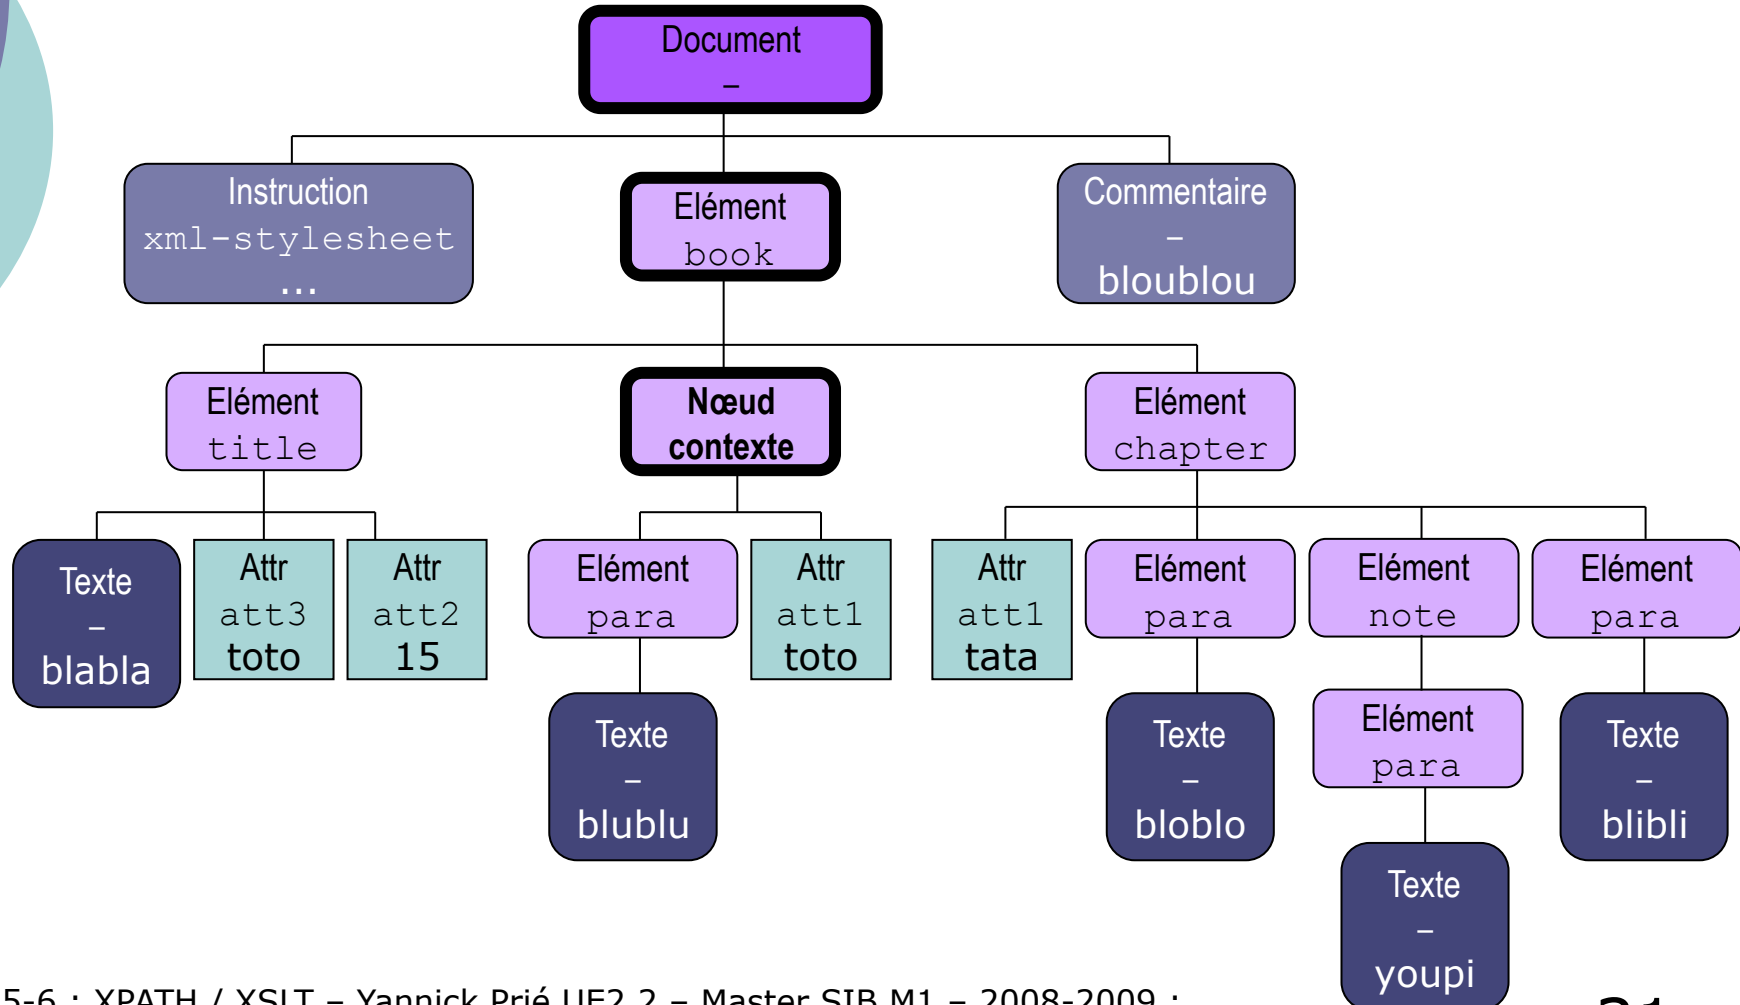 Document
–
Instruction
xml-stylesheet
...
Elément
book
Commentaire
–
bloublou
Elément
title
Nœud
contexte
Elément
chapter
Texte
–
blabla
Attr
att3
toto
Attr
att2
15
Elément
para
Attr
att1
toto
Attr
att1
tata
Elément
para
Elément
note
Elément
para
Texte
–
blublu
Texte
–
bloblo
Elément
para
Texte
–
blibli
Texte
–
youpi
5-6 : XPATH / XSLT – Yannick Prié UE2.2 – Master SIB M1 – 2008-2009 :